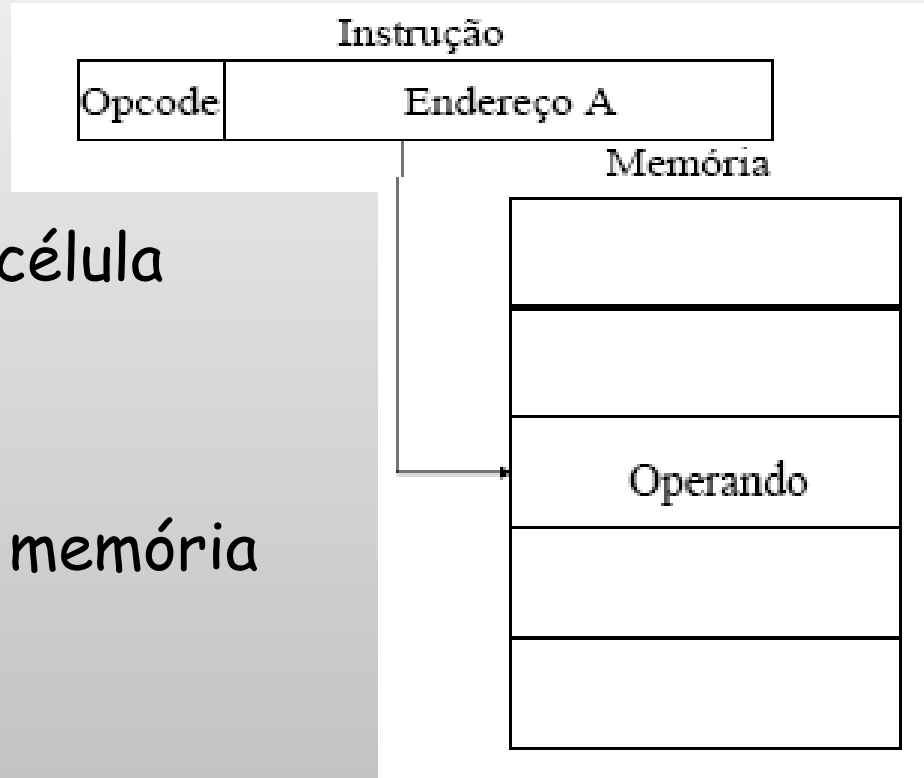 Instrução
Opcode Endereço A
Memória
célula
Operando
memória